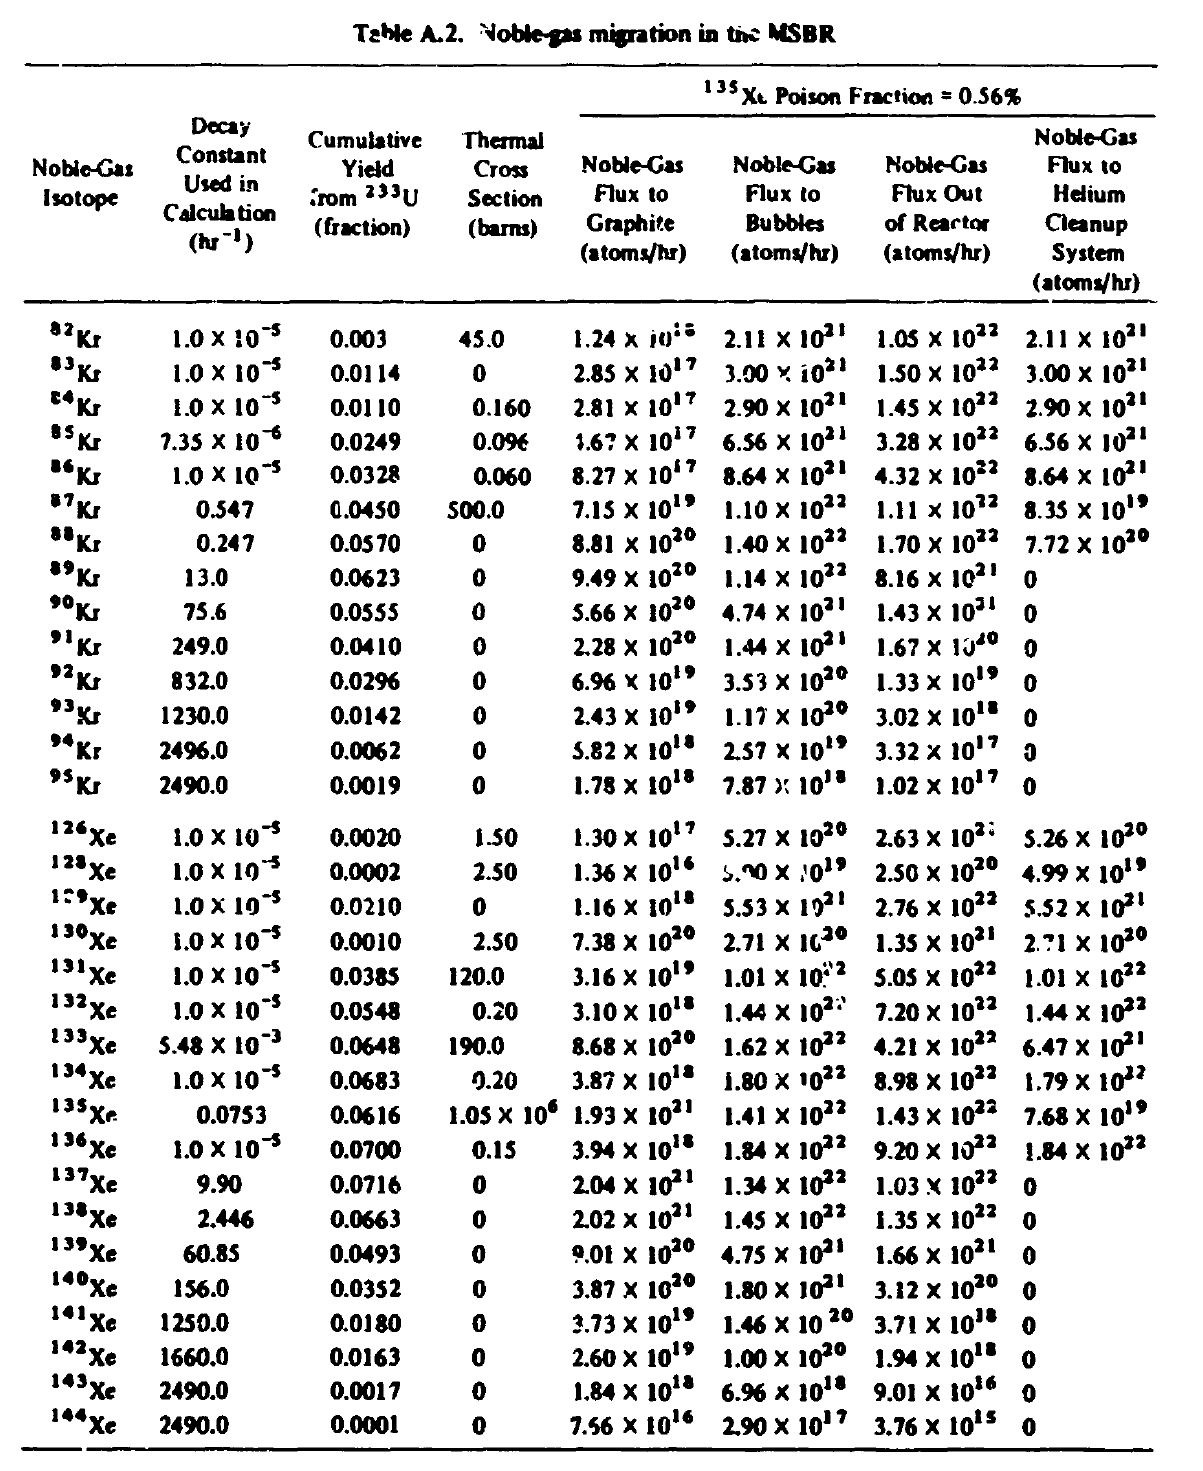 Table A.2. Noble-gas migration in the MSBR
¹³⁵Xe Poison Fraction = 0.56%
Noble-Gas Isotope | Decay Constant Used in Calculation (hr⁻¹) | Cumulative Yield from ²³³U (fraction) | Thermal Cross Section (barns) | Noble-Gas Flux to Graphite (atoms/hr) | Noble-Gas Flux to Bubbles (atoms/hr) | Noble-Gas Flux Out of Reactor (atoms/hr) | Noble-Gas Flux to Helium Cleanup System (atoms/hr)
⁸²Kr 1.0 × 10⁻⁵ 0.003 45.0 1.24 × 2.11 × 10²¹ 1.05 × 10²² 2.11 × 10²¹
⁸³Kr 1.0 × 10⁻⁵ 0.0114 0 2.85 × 10¹⁷ 3.00 × 10²¹ 1.50 × 10²² 3.00 × 10²¹
⁸⁴Kr 1.0 × 10⁻⁵ 0.0110 0.160 2.81 × 10¹⁷ 2.90 × 10²¹ 1.45 × 10²² 2.90 × 10²¹
⁸⁵Kr 7.35 × 10⁻⁶ 0.0249 0.096 × 10¹⁷ 6.56 × 10²¹ 3.28 × 10²² 6.56 × 10²¹
⁸⁶Kr 1.0 × 10⁻⁵ 0.0328 0.060 8.27 × 10¹⁷ 8.64 × 10²¹ 4.32 × 10²² 8.64 × 10²¹
⁸⁷Kr 0.547 0.0450 500.0 7.15 × 10¹⁹ 1.10 × 10²² 1.11 × 10²² 8.35 × 10¹⁹
⁸⁸Kr 0.247 0.0570 0 8.81 × 10²⁰ 1.40 × 10²² 1.70 × 10²² 7.72 × 10²⁰
⁸⁹Kr 13.0 0.0623 0 9.49 × 10²⁰ 1.14 × 10²² 8.16 × 10²¹ 0
⁹⁰Kr 75.6 0.0555 0 5.66 × 10²⁰ 4.74 × 10²¹ 1.43 × 10²¹ 0
⁹¹Kr 249.0 0.0410 0 2.28 × 10²⁰ 1.44 × 10²¹ 1.67 × 10²⁰ 0
⁹²Kr 832.0 0.0296 0 6.96 × 10¹⁹ 3.53 × 10²⁰ 1.33 × 10¹⁹ 0
⁹³Kr 1230.0 0.0142 0 2.43 × 10¹⁹ 1.17 × 10²⁰ 3.02 × 10¹⁸ 0
⁹⁴Kr 2496.0 0.0062 0 5.82 × 10¹⁸ 2.57 × 10¹⁹ 3.32 × 10¹⁷ 0
⁹⁵Kr 2490.0 0.0019 0 1.78 × 10¹⁸ 7.87 × 10¹⁸ 1.02 × 10¹⁷ 0
¹²⁶Xe 1.0 × 10⁻⁵ 0.0020 1.50 1.30 × 10¹⁷ 5.27 × 10²⁰ 2.63 × 5.26 × 10²⁰
¹²⁸Xe 1.0 × 10⁻⁵ 0.0002 2.50 1.36 × 10¹⁶ × 10¹⁹ 2.50 × 10²⁰ 4.99 × 10¹⁹
¹²⁹Xe 1.0 × 10⁻⁵ 0.0210 0 1.16 × 10¹⁸ 5.53 × 10²¹ 2.76 × 10²² 5.52 × 10²¹
¹³⁰Xe 1.0 × 10⁻⁵ 0.0010 2.50 7.38 × 10²⁰ 2.71 × 10²⁰ 1.35 × 10²¹ 2.71 × 10²⁰
¹³¹Xe 1.0 × 10⁻⁵ 0.0385 120.0 3.16 × 10¹⁹ 1.01 × 10²² 5.05 × 10²² 1.01 × 10²²
¹³²Xe 1.0 × 10⁻⁵ 0.0548 0.20 3.10 × 10¹⁸ 1.44 × 10²² 7.20 × 10²² 1.44 × 10²²
¹³³Xe 5.48 × 10⁻³ 0.0648 190.0 8.68 × 10²⁰ 1.62 × 10²² 4.21 × 10²² 6.47 × 10²¹
¹³⁴Xe 1.0 × 10⁻⁵ 0.0683 0.20 3.87 × 10¹⁸ 1.80 × 10²² 8.98 × 10²² 1.79 × 10²²
¹³⁵Xe 0.0753 0.0616 1.05 × 10⁶ 1.93 × 10²¹ 1.41 × 10²² 1.43 × 10²² 7.68 × 10¹⁹
¹³⁶Xe 1.0 × 10⁻⁵ 0.0700 0.15 3.94 × 10¹⁸ 1.84 × 10²² 9.20 × 10²² 1.84 × 10²²
¹³⁷Xe 9.90 0.0716 0 2.04 × 10²¹ 1.34 × 10²² 1.03 × 10²² 0
¹³⁸Xe 2.446 0.0663 0 2.02 × 10²¹ 1.45 × 10²² 1.35 × 10²² 0
¹³⁹Xe 60.85 0.0493 0 9.01 × 10²⁰ 4.75 × 10²¹ 1.66 × 10²¹ 0
¹⁴⁰Xe 156.0 0.0352 0 3.87 × 10²⁰ 1.80 × 10²¹ 3.12 × 10²⁰ 0
¹⁴¹Xe 1250.0 0.0180 0 3.73 × 10¹⁹ 1.46 × 10²⁰ 3.71 × 10¹⁸ 0
¹⁴²Xe 1660.0 0.0163 0 2.60 × 10¹⁹ 1.00 × 10²⁰ 1.94 × 10¹⁸ 0
¹⁴³Xe 2490.0 0.0017 0 1.84 × 10¹⁸ 6.96 × 10¹⁸ 9.01 × 10¹⁶ 0
¹⁴⁴Xe 2490.0 0.0001 0 7.56 × 10¹⁶ 2.90 × 10¹⁷ 3.76 × 10¹⁵ 0